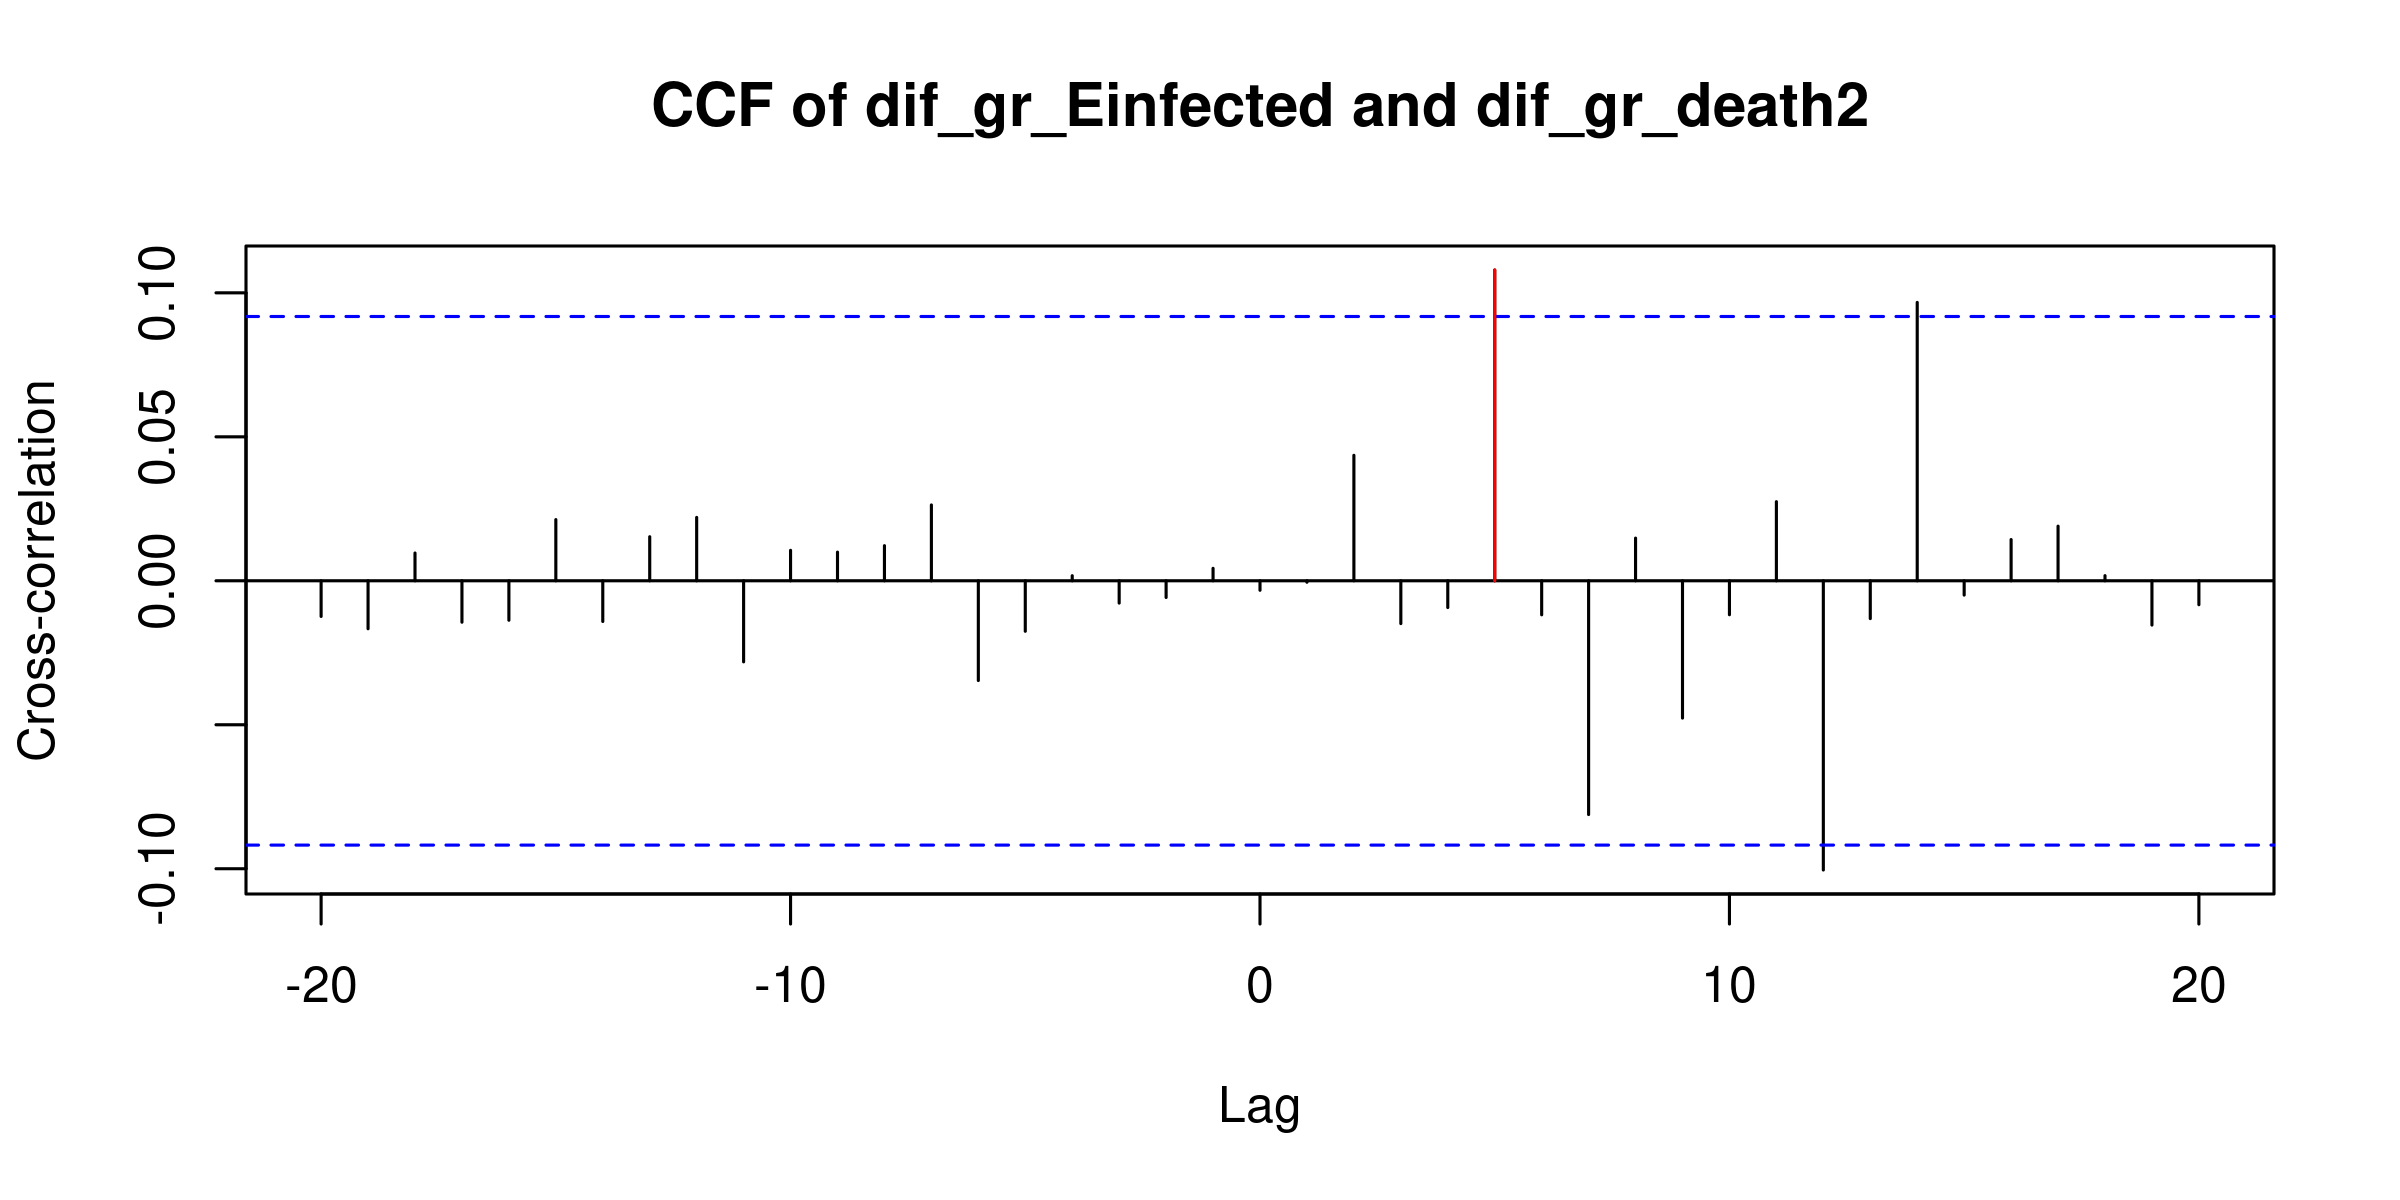 CCF of dif_gr_Einfected and dif_gr_death2
Cross-correlation
0.10
0.05
0.00
-0.10
-20 -10 0 10 20
Lag